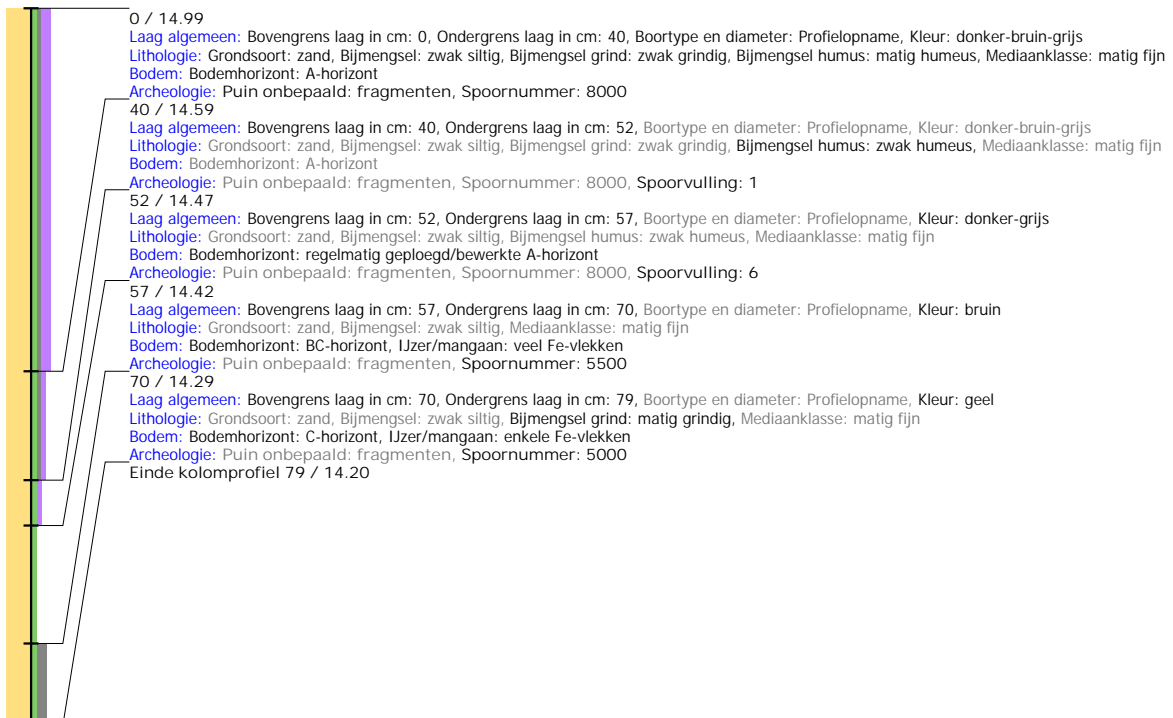 0 / 14.99
Laag algemeen: Bovengrens laag in cm: 0, Ondergrens laag in cm: 40, Boortype en diameter: Profielopname, Kleur: donker-bruin-grijs
Lithologie: Grondsoort: zand, Bijmengsel: zwak siltig, Bijmengsel grind: zwak grindig, Bijmengsel humus: matig humeus, Mediaanklasse: matig fijn
Bodem: Bodemhorizont: A-horizont
Archeologie: Puin onbepaald: fragmenten, Spoornummer: 8000
40 / 14.59
Laag algemeen: Bovengrens laag in cm: 40, Ondergrens laag in cm: 52, Boortype en diameter: Profielopname, Kleur: donker-bruin-grijs
Lithologie: Grondsoort: zand, Bijmengsel: zwak siltig, Bijmengsel grind: zwak grindig, Bijmengsel humus: zwak humeus, Mediaanklasse: matig fijn
Bodem: Bodemhorizont: A-horizont
Archeologie: Puin onbepaald: fragmenten, Spoornummer: 8000, Spoorvulling: 1
52 / 14.47
Laag algemeen: Bovengrens laag in cm: 52, Ondergrens laag in cm: 57, Boortype en diameter: Profielopname, Kleur: donker-grijs
Lithologie: Grondsoort: zand, Bijmengsel: zwak siltig, Bijmengsel humus: zwak humeus, Mediaanklasse: matig fijn
Bodem: Bodemhorizont: regelmatig geploegd/bewerkte A-horizont
Archeologie: Puin onbepaald: fragmenten, Spoornummer: 8000, Spoorvulling: 6
57 / 14.42
Laag algemeen: Bovengrens laag in cm: 57, Ondergrens laag in cm: 70, Boortype en diameter: Profielopname, Kleur: bruin
Lithologie: Grondsoort: zand, Bijmengsel: zwak siltig, Mediaanklasse: matig fijn
Bodem: Bodemhorizont: BC-horizont, IJzer/mangaan: veel Fe-vlekken
Archeologie: Puin onbepaald: fragmenten, Spoornummer: 5500
70 / 14.29
Laag algemeen: Bovengrens laag in cm: 70, Ondergrens laag in cm: 79, Boortype en diameter: Profielopname, Kleur: geel
Lithologie: Grondsoort: zand, Bijmengsel: zwak siltig, Bijmengsel grind: matig grindig, Mediaanklasse: matig fijn
Bodem: Bodemhorizont: C-horizont, IJzer/mangaan: enkele Fe-vlekken
Archeologie: Puin onbepaald: fragmenten, Spoornummer: 5000
Einde kolomprofiel 79 / 14.20